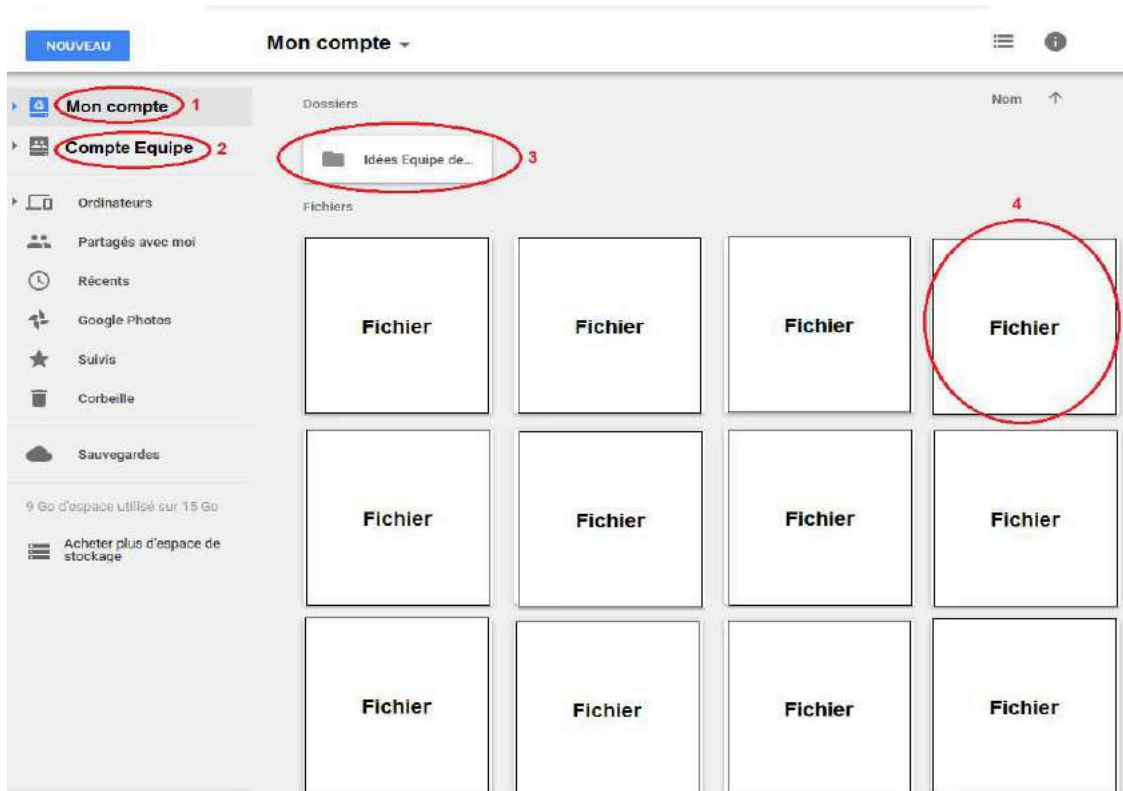 NOUVEAU
Mon compte
Mon compte 1
Compte Equipe 2
Ordinateurs
Partagés avec moi
Récents
Google Photos
Suivis
Corbeille
Sauvegardes
9 Go d'espace utilisé sur 15 Go
Acheter plus d'espace de
stockage
Dossiers
Nom
Idées Equipe de... 3
Fichiers
4
Fichier Fichier Fichier Fichier
Fichier Fichier Fichier Fichier
Fichier Fichier Fichier Fichier